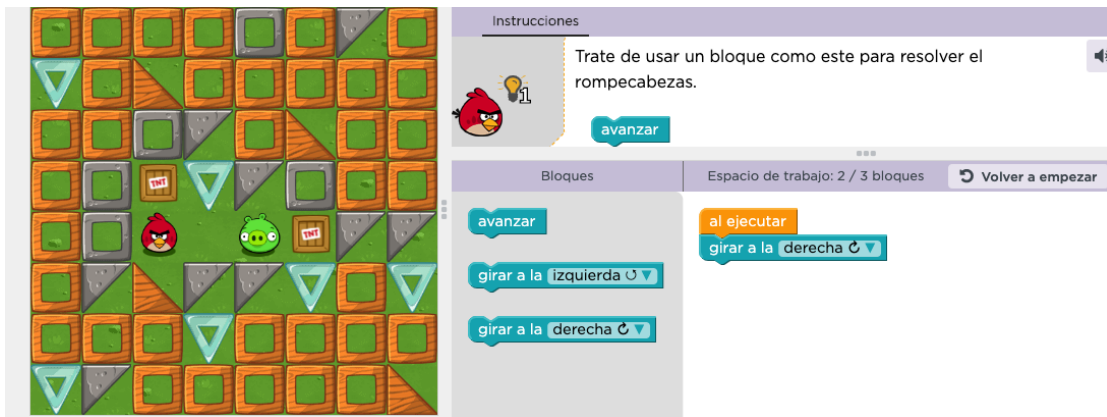 Instrucciones
Trate de usar un bloque como este para resolver el
rompecabezas.
1
avanzar
Bloques
Espacio de trabajo: 2 / 3 bloques
Volver a empezar
avanzar
girar a la izquierda
girar a la derecha
al ejecutar
girar a la derecha
TNT
TNT